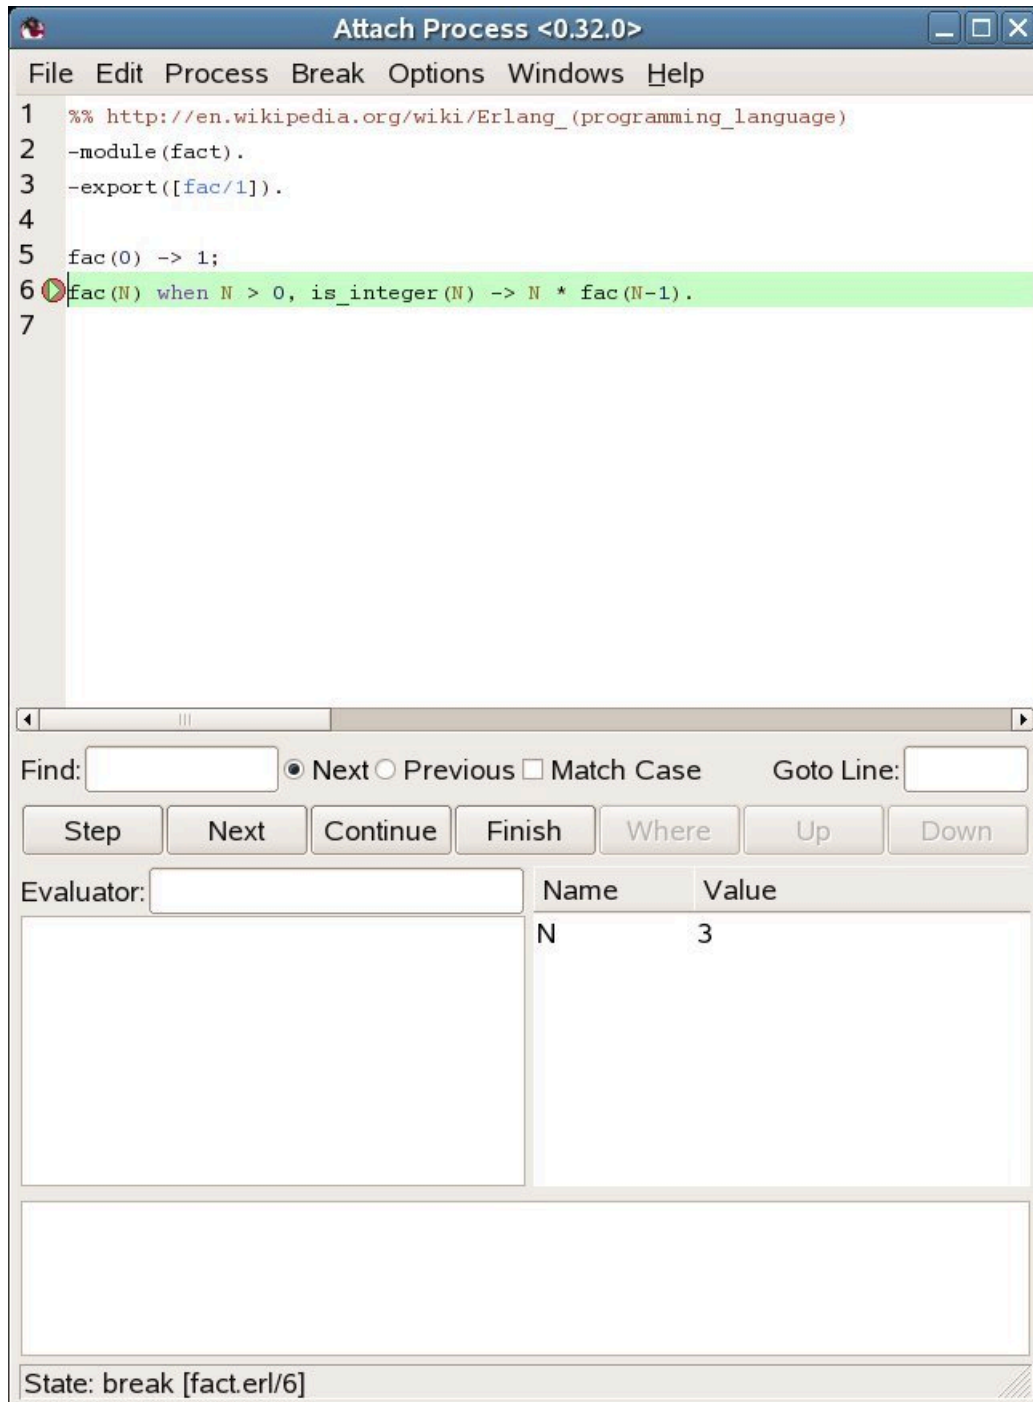 Attach Process <0.32.0>
File Edit Process Break Options Windows Help
1 %% http://en.wikipedia.org/wiki/Erlang_(programming_language)
2 -module(fact).
3 -export([fac/1]).
4
5 fac(0) -> 1;
6 fac(N) when N > 0, is_integer(N) -> N * fac(N-1).
7
Find: Next Previous Match Case Goto Line:
Step Next Continue Finish Where Up Down
Evaluator: Name Value
N 3
State: break [fact.erl/6]